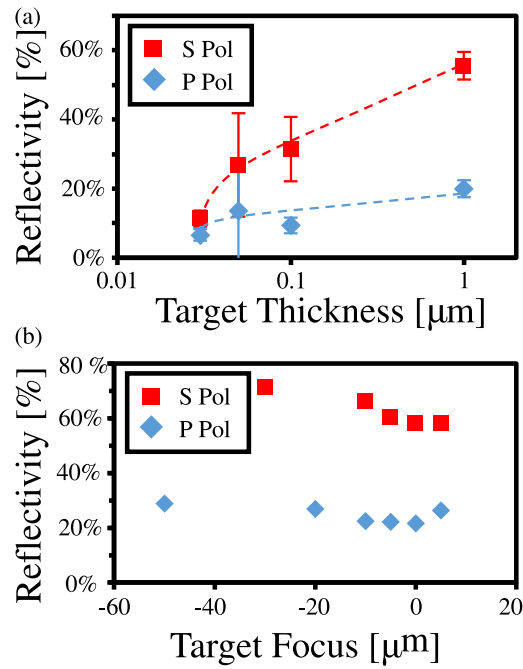 (a)
Reflectivity [%]
60%
40%
20%
0%
S Pol
P Pol
0.01
0.1
1
Target Thickness [μm]
(b)
Reflectivity [%]
80 %
60%
40%
20%
0%
S Pol
P Pol
-60
-40
-20
0
20
Target Focus [μm]